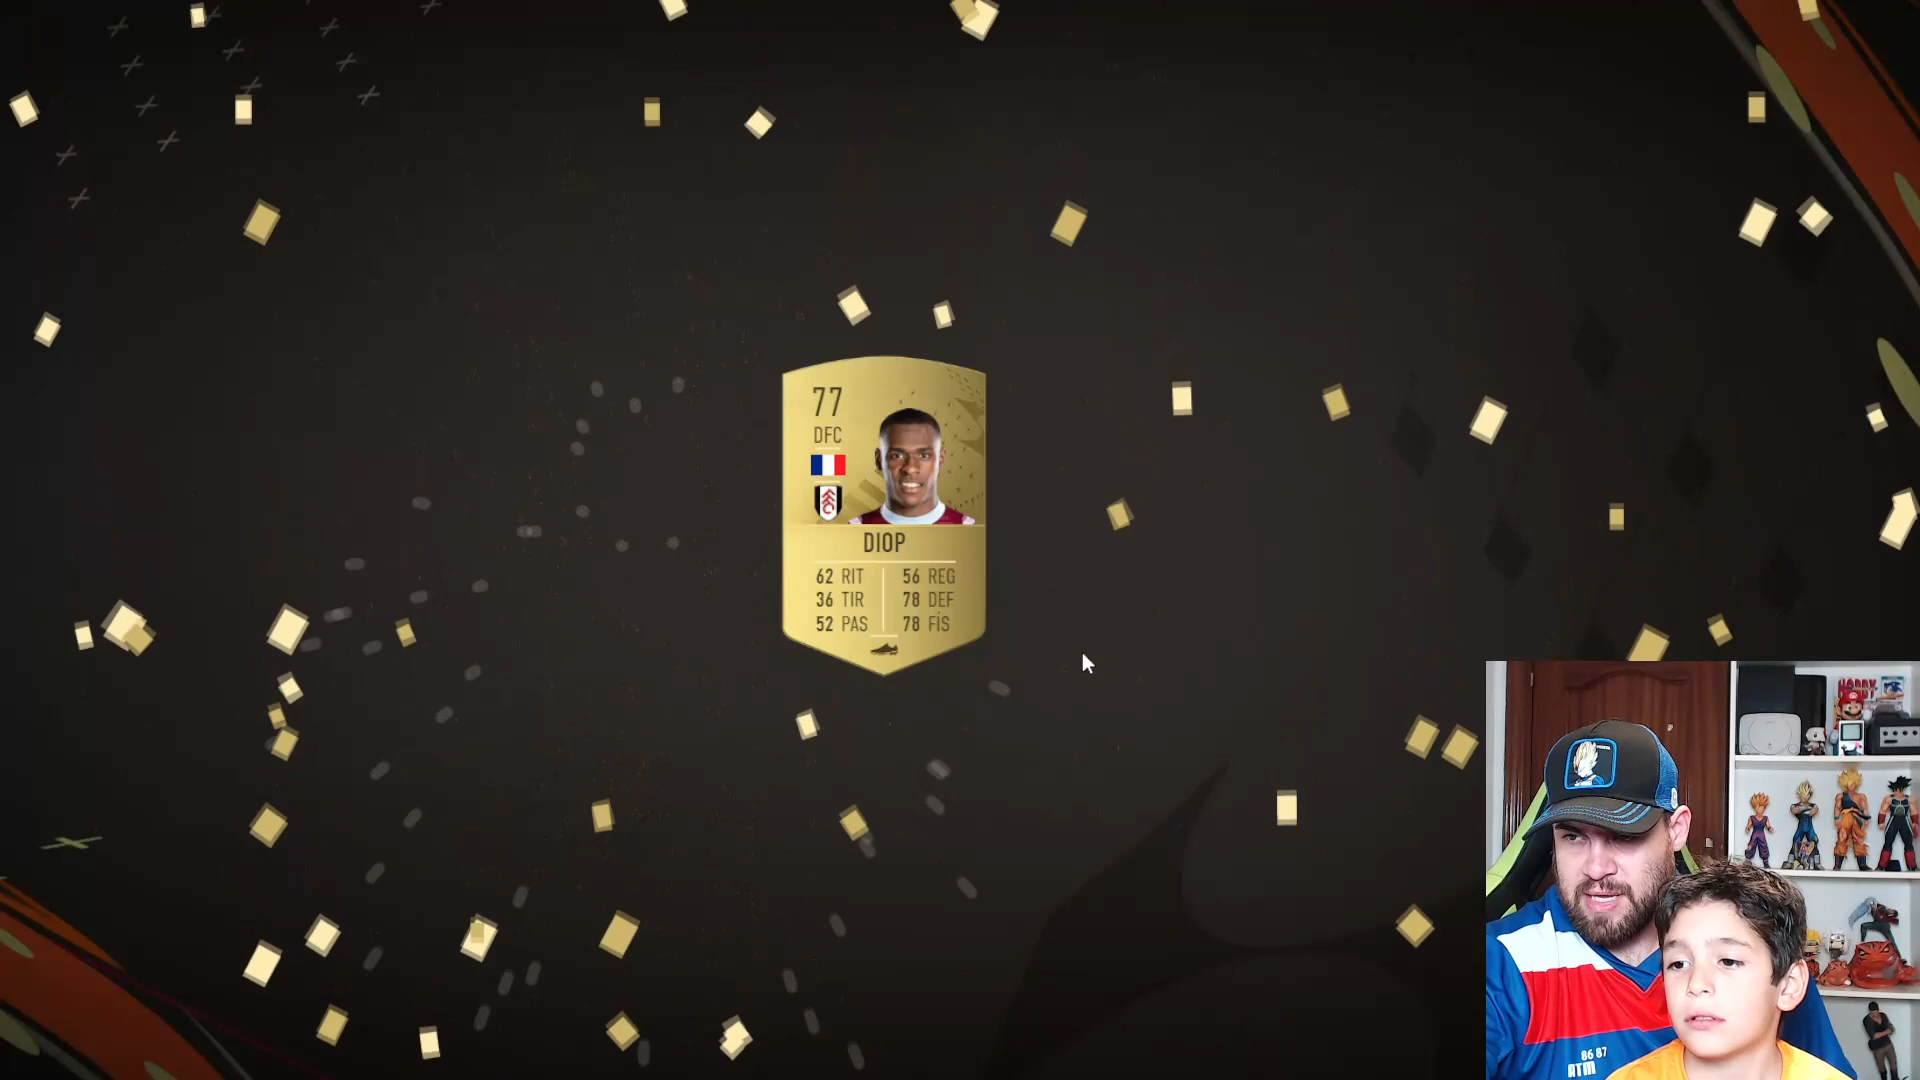 77
DFC
DIOP
62 RIT 56 REG
36 TIR 78 DEF
52 PAS 78 FÍS
86 87
ATM